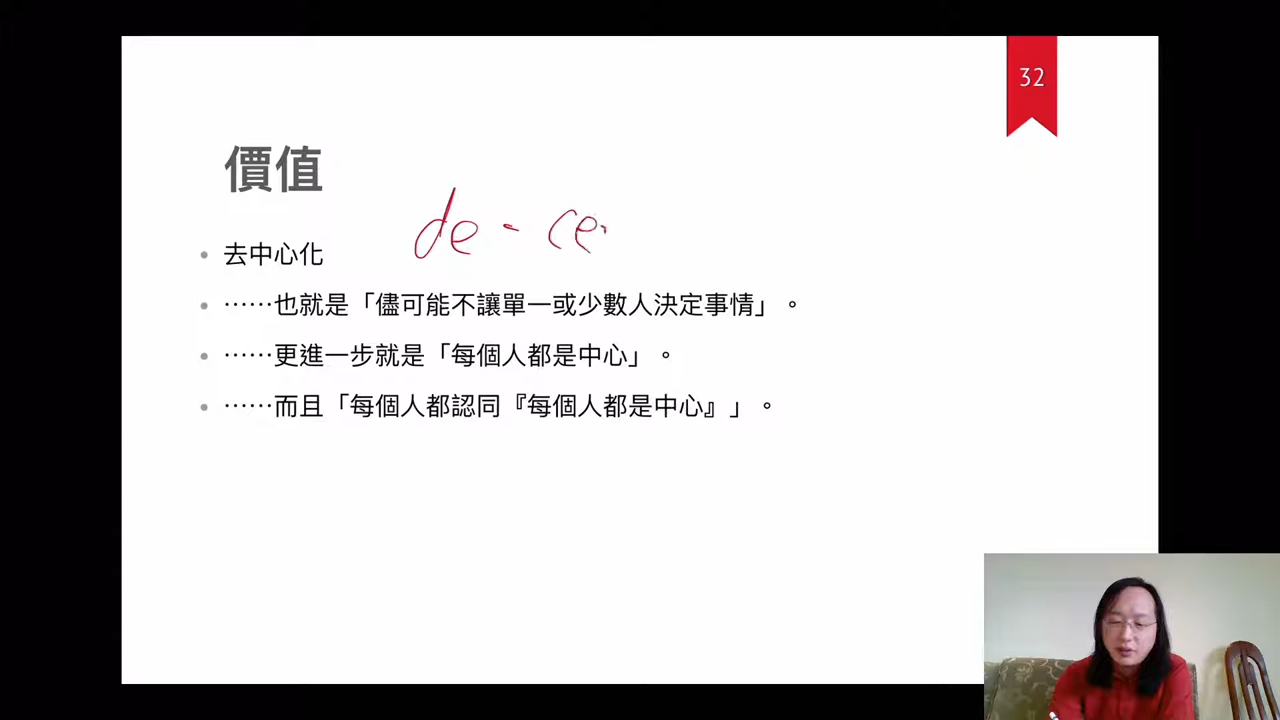 32
價值
de - ce
• 去中心化
• ……也就是「儘可能不讓單一或少數人決定事情」。
• ……更進一步就是「每個人都是中心」。
• ……而且「每個人都認同『每個人都是中心』」。